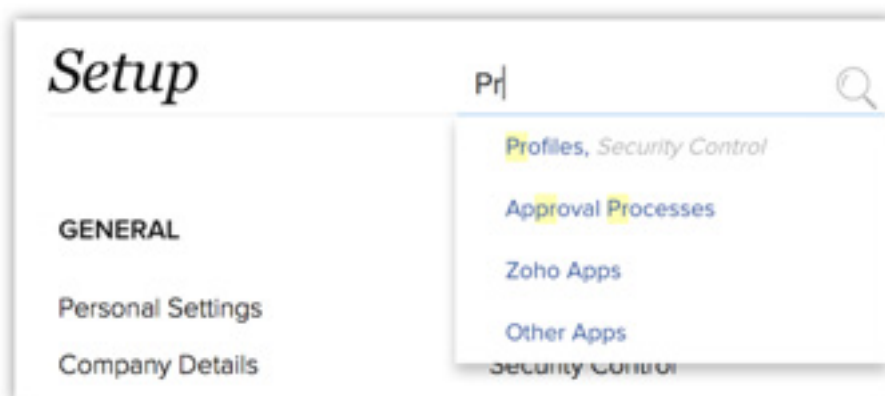 Setup
Pr
Profiles, Security Control
Approval Processes
Zoho Apps
Other Apps
GENERAL
Personal Settings
Company Details
Security Control